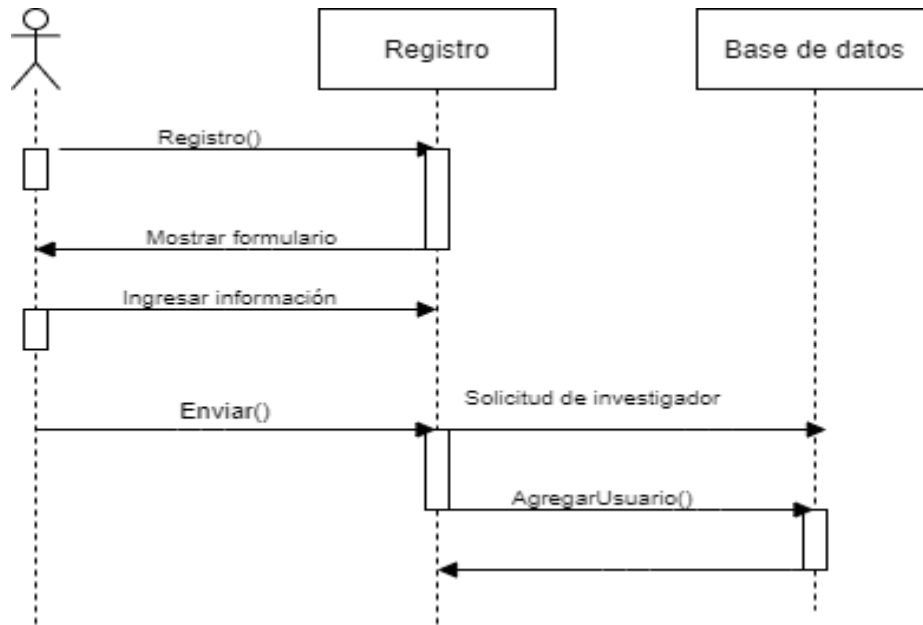 Registro
Base de datos
Registro()
Mostrar formulario
Ingresar información
Enviar()
Solicitud de investigador
AgregarUsuario()